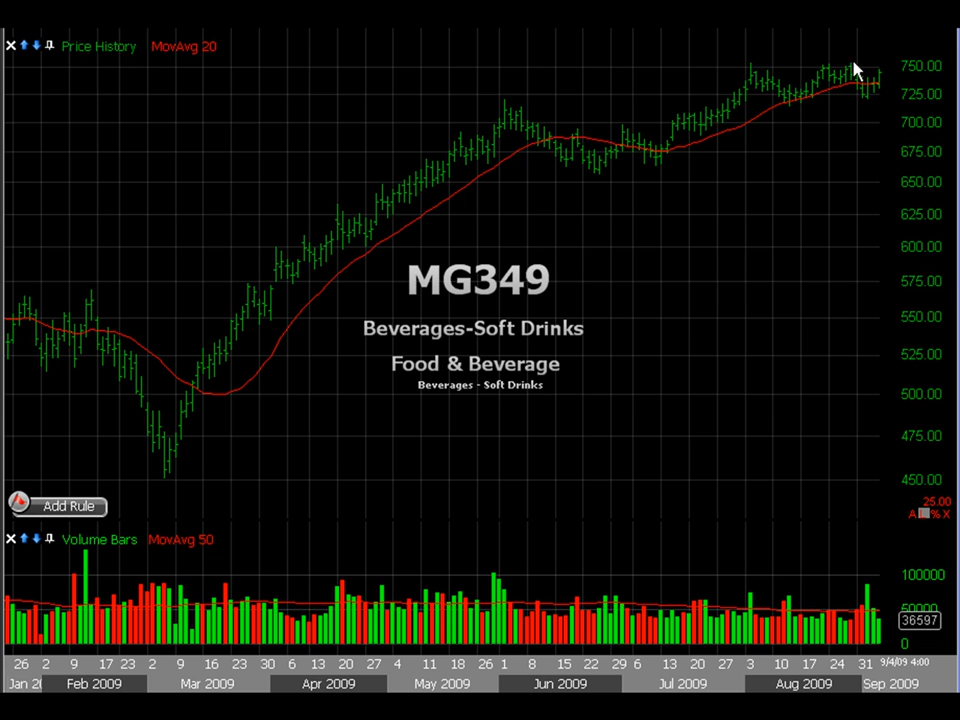 Price History MovAvg 20
750.00
725.00
700.00
675.00
650.00
625.00
600.00
575.00
550.00
525.00
500.00
475.00
450.00
MG349
Beverages-Soft Drinks
Food & Beverage
Beverages - Soft Drinks
Add Rule
25.00
A L % X
Volume Bars MovAvg 50
100000
50000
36597
0
26 2 9 17 23 2 9 16 23 30 6 13 20 27 4 11 18 26 1 8 15 22 29 6 13 20 27 3 10 17 24 31 9/4/09 4:00
Jan 20 Feb 2009 Mar 2009 Apr 2009 May 2009 Jun 2009 Jul 2009 Aug 2009 Sep 2009